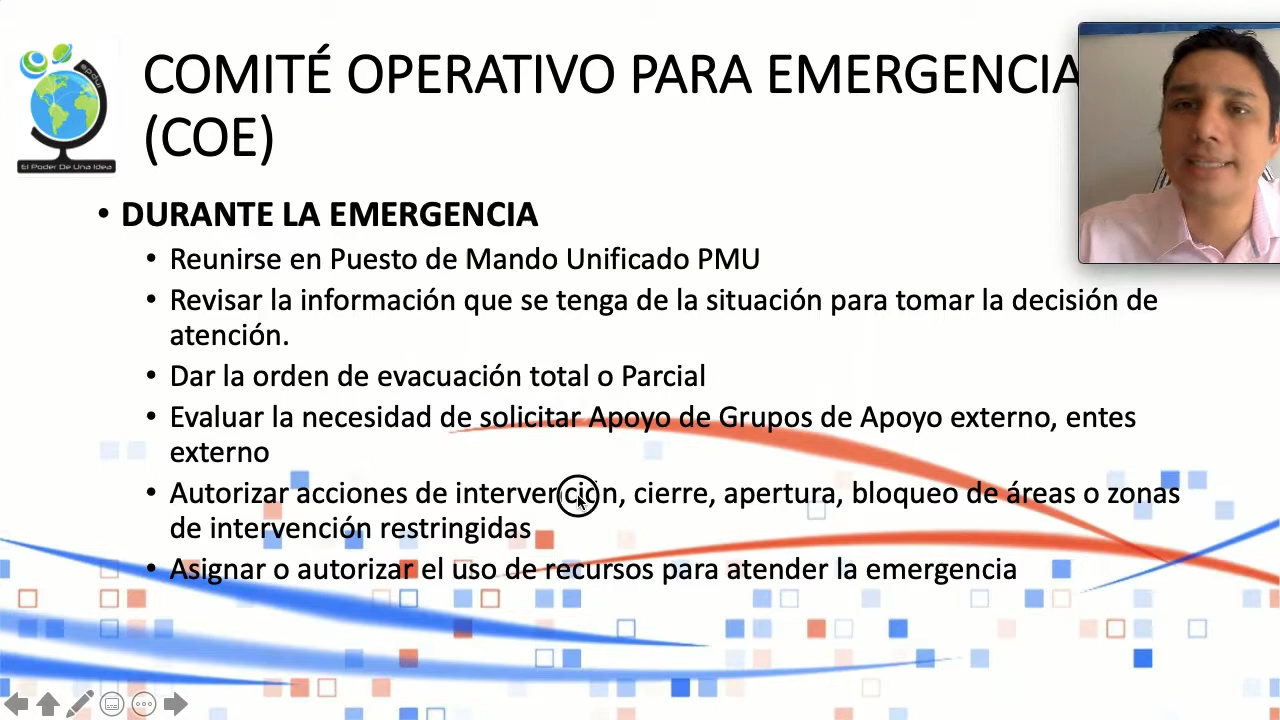 COMITÉ OPERATIVO PARA EMERGENCIA
(COE)
El Poder De Una Idea
• DURANTE LA EMERGENCIA
• Reunirse en Puesto de Mando Unificado PMU
• Revisar la información que se tenga de la situación para tomar la decisión de
atención.
• Dar la orden de evacuación total o Parcial
• Evaluar la necesidad de solicitar Apoyo de Grupos de Apoyo externo, entes
externo
• Autorizar acciones de intervención, cierre, apertura, bloqueo de áreas o zonas
de intervención restringidas
• Asignar o autorizar el uso de recursos para atender la emergencia